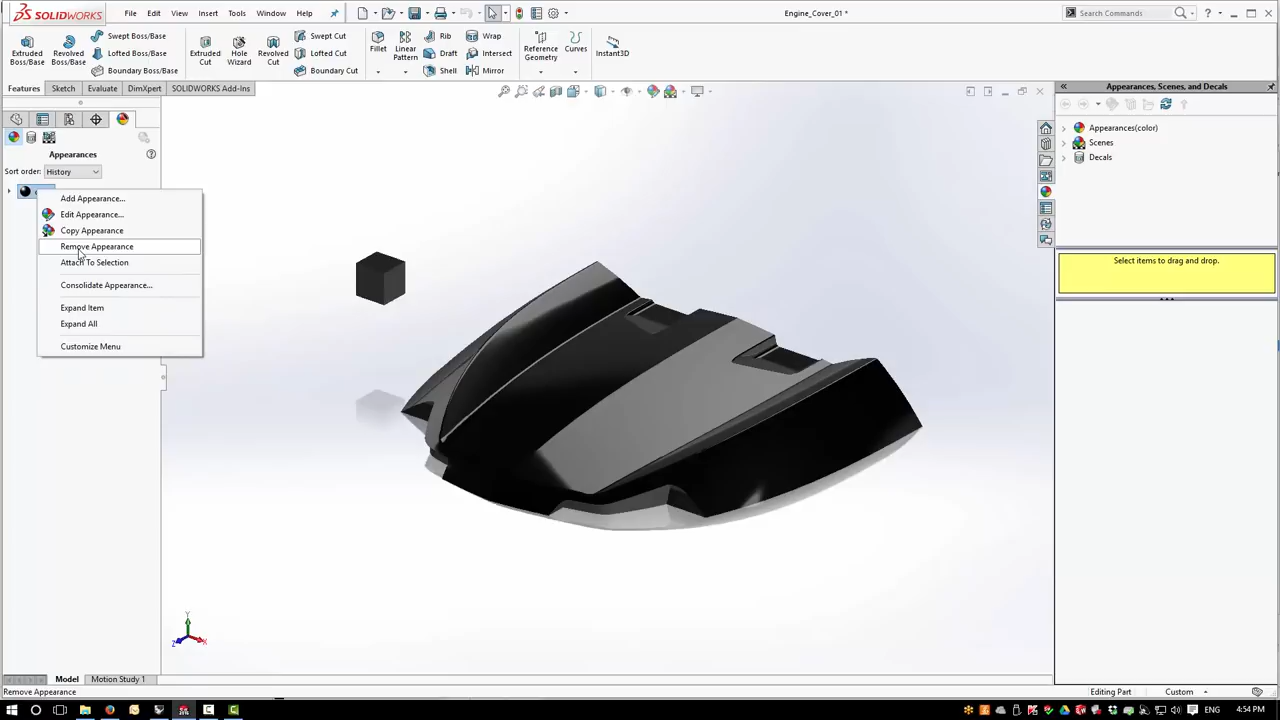 SOLIDWORKS File Edit View Insert Tools Window Help Engine_Cover_01 * Search Commands
Extruded Boss/Base
Revolved Boss/Base
Swept Boss/Base
Lofted Boss/Base
Boundary Boss/Base
Extruded Cut
Hole Wizard
Revolved Cut
Swept Cut
Lofted Cut
Boundary Cut
Fillet
Linear Pattern
Rib
Draft
Shell
Wrap
Intersect
Mirror
Reference Geometry
Curves
Instant3D
Features Sketch Evaluate DimXpert SOLIDWORKS Add-Ins
Appearances
Sort order: History
Add Appearance...
Edit Appearance...
Copy Appearance
Remove Appearance
Attach To Selection
Consolidate Appearance...
Expand Item
Expand All
Customize Menu
Appearances, Scenes, and Decals
Appearances(color)
Scenes
Decals
Select items to drag and drop.
Y
Z X
Model Motion Study 1
Remove Appearance Editing Part Custom
ENG 4:54 PM